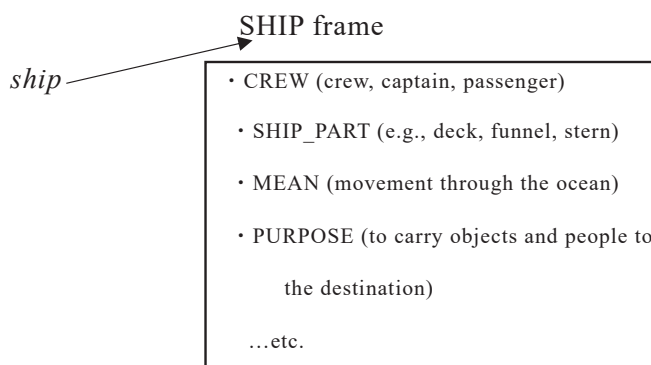 SHIP frame
ship
・CREW (crew, captain, passenger)
・SHIP_PART (e.g., deck, funnel, stern)
・MEAN (movement through the ocean)
・PURPOSE (to carry objects and people to
the destination)
…etc.